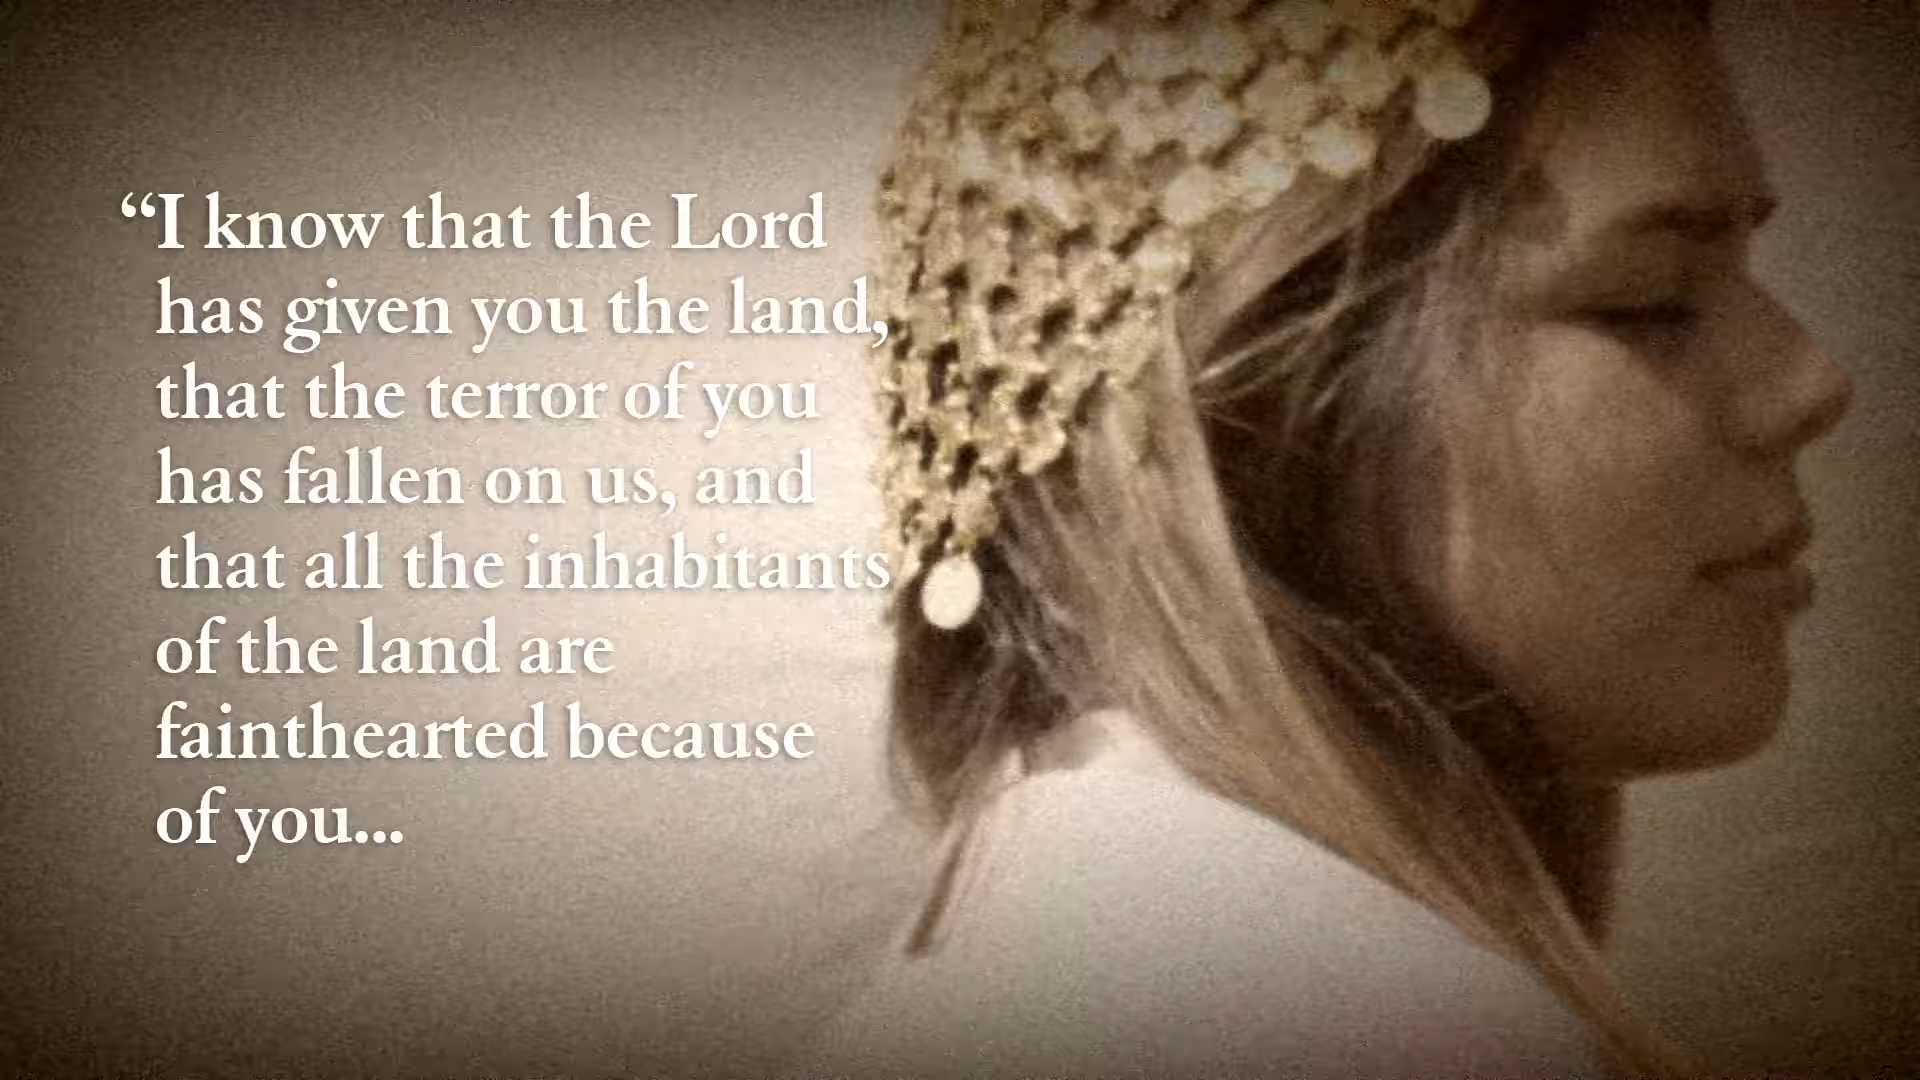 “I know that the Lord
has given you the land,
that the terror of you
has fallen on us, and
that all the inhabitants
of the land are
fainthearted because
of you...